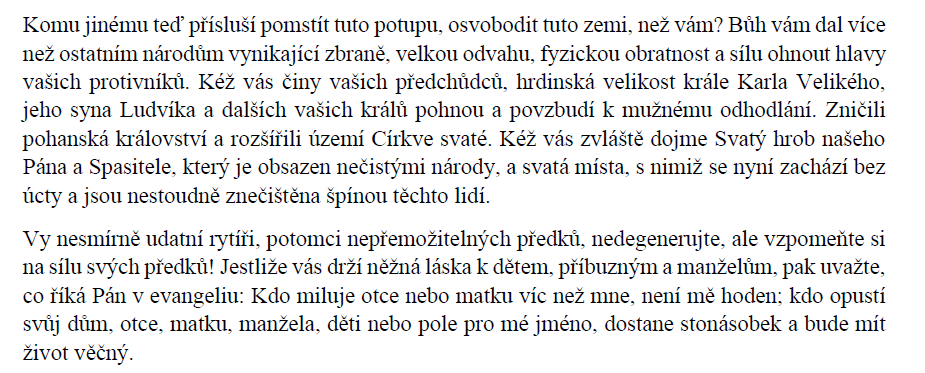 Komu jinému teď přísluší pomstít tuto potupu, osvobodit tuto zemi, než vám? Bůh vám dal více
než ostatním národům vynikající zbraně, velkou odvahu, fyzickou obratnost a sílu ohnout hlavy
vašich protivníků. Kéž vás činy vašich předchůdců, hrdinská velikost krále Karla Velikého,
jeho syna Ludvíka a dalších vašich králů pohnou a povzbudí k mužnému odhodlání. Zničili
pohanská království a rozšířili území Církve svaté. Kéž vás zvláště dojme Svatý hrob našeho
Pána a Spasitele, který je obsazen nečistými národy, a svatá místa, s nimiž se nyní zachází bez
úcty a jsou nestoudně znečištěna špínou těchto lidí.
Vy nesmírně udatní rytíři, potomci nepřemožitelných předků, nedegenerujte, ale vzpomeňte si
na sílu svých předků! Jestliže vás drží něžná láska k dětem, příbuzným a manželům, pak uvažte,
co říká Pán v evangeliu: Kdo miluje otce nebo matku víc než mne, není mě hoden; kdo opustí
svůj dům, otce, matku, manžela, děti nebo pole pro mé jméno, dostane stonásobek a bude mít
život věčný.